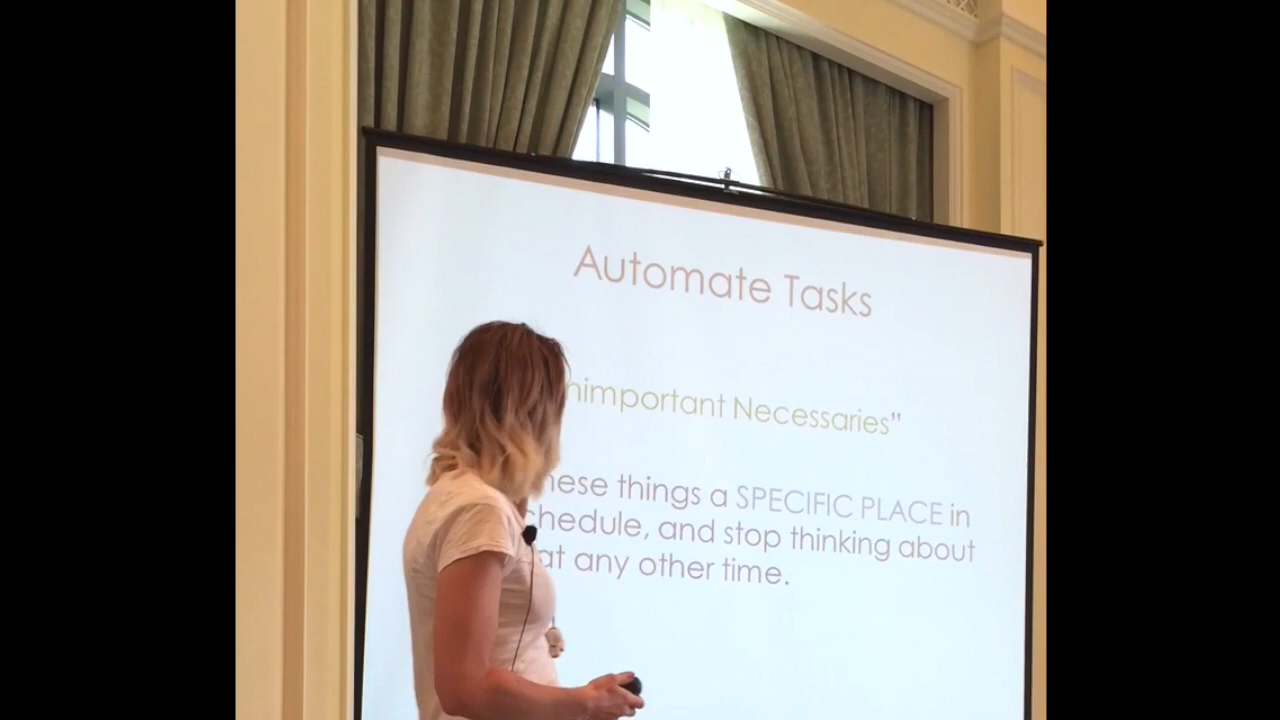 Automate Tasks
nimportant Necessaries”
hese things a SPECIFIC PLACE in
chedule, and stop thinking about
at any other time.